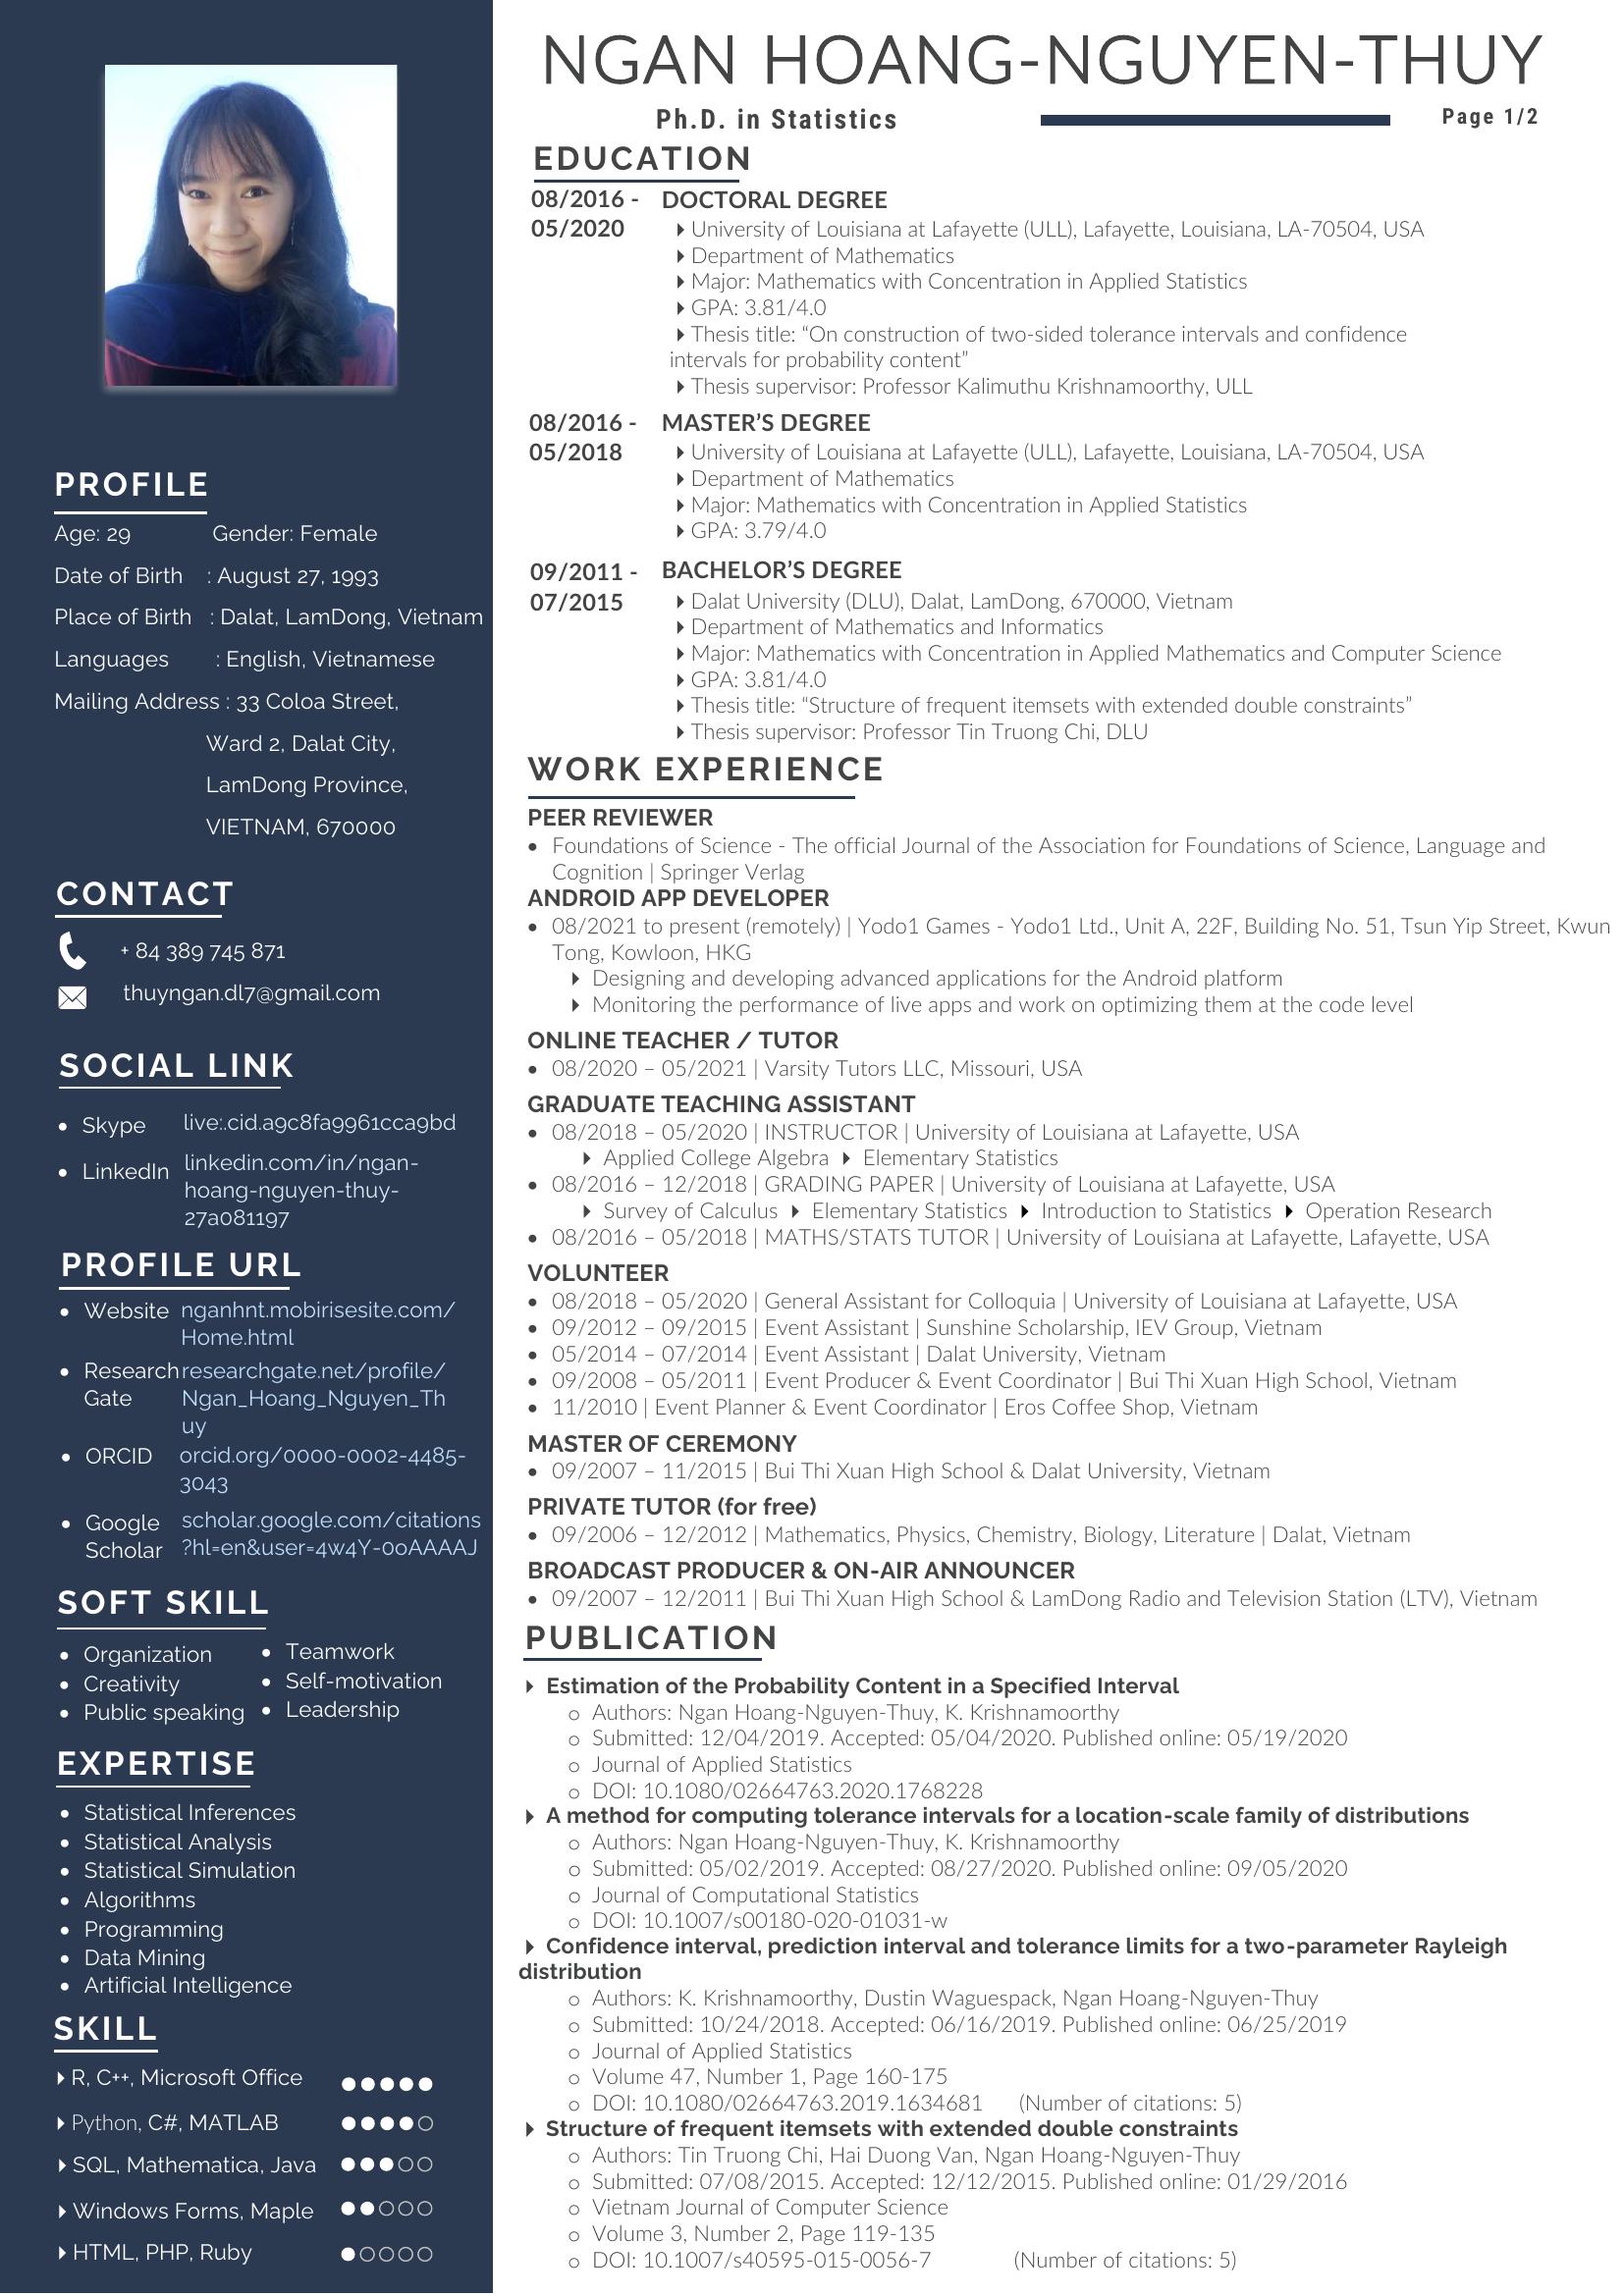 NGAN HOANG-NGUYEN-THUY
Ph.D. in Statistics
Page 1/2
PROFILE
Age: 29 Gender: Female
Date of Birth : August 27, 1993
Place of Birth : Dalat, LamDong, Vietnam
Languages : English, Vietnamese
Mailing Address : 33 Coloa Street,
Ward 2, Dalat City,
LamDong Province,
VIETNAM, 670000
CONTACT
+ 84 389 745 871
thuyngan.dl7@gmail.com
SOCIAL LINK
• Skype live:.cid.a9c8fa9961cca9bd
• LinkedIn linkedin.com/in/ngan-
hoang-nguyen-thuy-
27a081197
PROFILE URL
• Website nganhnt.mobirisesite.com/
Home.html
• Research researchgate.net/profile/
Gate Ngan_Hoang_Nguyen_Th
uy
• ORCID orcid.org/0000-0002-4485-
3043
• Google scholar.google.com/citations
Scholar ?hl=en&user=4w4Y-0oAAAAJ
SOFT SKILL
• Organization
• Creativity
• Public speaking
• Teamwork
• Self-motivation
• Leadership
EXPERTISE
• Statistical Inferences
• Statistical Analysis
• Statistical Simulation
• Algorithms
• Programming
• Data Mining
• Artificial Intelligence
SKILL
R, C++, Microsoft Office
Python, C#, MATLAB
SQL, Mathematica, Java
Windows Forms, Maple
HTML, PHP, Ruby
EDUCATION
08/2016 - DOCTORAL DEGREE
05/2020
University of Louisiana at Lafayette (ULL), Lafayette, Louisiana, LA-70504, USA
Department of Mathematics
Major: Mathematics with Concentration in Applied Statistics
GPA: 3.81/4.0
Thesis title: “On construction of two-sided tolerance intervals and confidence
intervals for probability content”
Thesis supervisor: Professor Kalimuthu Krishnamoorthy, ULL
08/2016 - MASTER’S DEGREE
05/2018
University of Louisiana at Lafayette (ULL), Lafayette, Louisiana, LA-70504, USA
Department of Mathematics
Major: Mathematics with Concentration in Applied Statistics
GPA: 3.79/4.0
09/2011 - BACHELOR’S DEGREE
07/2015
Dalat University (DLU), Dalat, LamDong, 670000, Vietnam
Department of Mathematics and Informatics
Major: Mathematics with Concentration in Applied Mathematics and Computer Science
GPA: 3.81/4.0
Thesis title: “Structure of frequent itemsets with extended double constraints”
Thesis supervisor: Professor Tin Truong Chi, DLU
WORK EXPERIENCE
PEER REVIEWER
• Foundations of Science - The official Journal of the Association for Foundations of Science, Language and
Cognition | Springer Verlag
ANDROID APP DEVELOPER
• 08/2021 to present (remotely) | Yodo1 Games - Yodo1 Ltd., Unit A, 22F, Building No. 51, Tsun Yip Street, Kwun
Tong, Kowloon, HKG
Designing and developing advanced applications for the Android platform
Monitoring the performance of live apps and work on optimizing them at the code level
ONLINE TEACHER / TUTOR
• 08/2020 – 05/2021 | Varsity Tutors LLC, Missouri, USA
GRADUATE TEACHING ASSISTANT
• 08/2018 – 05/2020 | INSTRUCTOR | University of Louisiana at Lafayette, USA
Applied College Algebra Elementary Statistics
• 08/2016 – 12/2018 | GRADING PAPER | University of Louisiana at Lafayette, USA
Survey of Calculus Elementary Statistics Introduction to Statistics Operation Research
• 08/2016 – 05/2018 | MATHS/STATS TUTOR | University of Louisiana at Lafayette, Lafayette, USA
VOLUNTEER
• 08/2018 – 05/2020 | General Assistant for Colloquia | University of Louisiana at Lafayette, USA
• 09/2012 – 09/2015 | Event Assistant | Sunshine Scholarship, IEV Group, Vietnam
• 05/2014 – 07/2014 | Event Assistant | Dalat University, Vietnam
• 09/2008 – 05/2011 | Event Producer & Event Coordinator | Bui Thi Xuan High School, Vietnam
• 11/2010 | Event Planner & Event Coordinator | Eros Coffee Shop, Vietnam
MASTER OF CEREMONY
• 09/2007 – 11/2015 | Bui Thi Xuan High School & Dalat University, Vietnam
PRIVATE TUTOR (for free)
• 09/2006 – 12/2012 | Mathematics, Physics, Chemistry, Biology, Literature | Dalat, Vietnam
BROADCAST PRODUCER & ON-AIR ANNOUNCER
• 09/2007 – 12/2011 | Bui Thi Xuan High School & LamDong Radio and Television Station (LTV), Vietnam
PUBLICATION
Estimation of the Probability Content in a Specified Interval
o Authors: Ngan Hoang-Nguyen-Thuy, K. Krishnamoorthy
o Submitted: 12/04/2019. Accepted: 05/04/2020. Published online: 05/19/2020
o Journal of Applied Statistics
o DOI: 10.1080/02664763.2020.1768228
A method for computing tolerance intervals for a location-scale family of distributions
o Authors: Ngan Hoang-Nguyen-Thuy, K. Krishnamoorthy
o Submitted: 05/02/2019. Accepted: 08/27/2020. Published online: 09/05/2020
o Journal of Computational Statistics
o DOI: 10.1007/s00180-020-01031-w
Confidence interval, prediction interval and tolerance limits for a two-parameter Rayleigh
distribution
o Authors: K. Krishnamoorthy, Dustin Waguespack, Ngan Hoang-Nguyen-Thuy
o Submitted: 10/24/2018. Accepted: 06/16/2019. Published online: 06/25/2019
o Journal of Applied Statistics
o Volume 47, Number 1, Page 160-175
o DOI: 10.1080/02664763.2019.1634681 (Number of citations: 5)
Structure of frequent itemsets with extended double constraints
o Authors: Tin Truong Chi, Hai Duong Van, Ngan Hoang-Nguyen-Thuy
o Submitted: 07/08/2015. Accepted: 12/12/2015. Published online: 01/29/2016
o Vietnam Journal of Computer Science
o Volume 3, Number 2, Page 119-135
o DOI: 10.1007/s40595-015-0056-7 (Number of citations: 5)